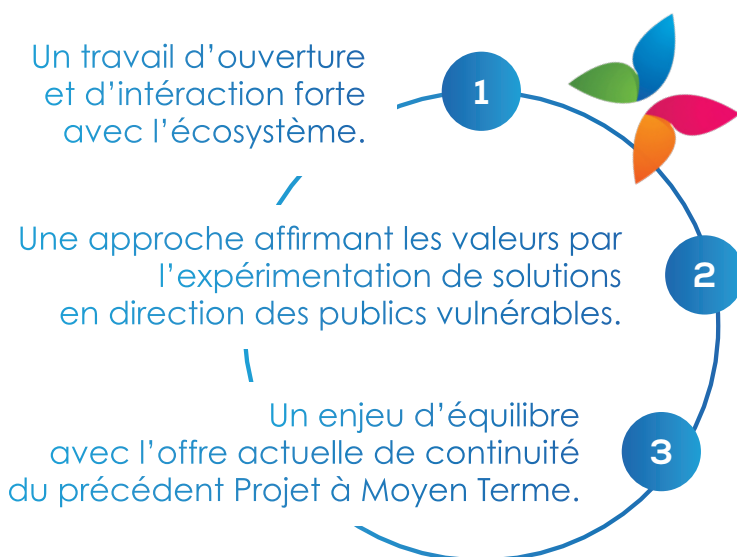 Un travail d'ouverture
et d'intéraction forte
avec l'écosystème.
1
Une approche affirmant les valeurs par
l'expérimentation de solutions
en direction des publics vulnérables.
2
Un enjeu d'équilibre
avec l'offre actuelle de continuité
du précédent Projet à Moyen Terme.
3